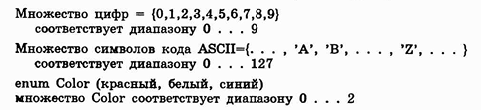 Множество цифр = {0,1,2,3,4,5,6,7,8,9}
соответствует диапазону 0 . . . 9
Множество символов кода ASCII={. . . , 'A', 'B', . . . , 'Z', . . . }
соответствует диапазону 0 . . . 127
enum Color (красный, белый, синий)
множество Color соответствует диапазону 0 . . . 2